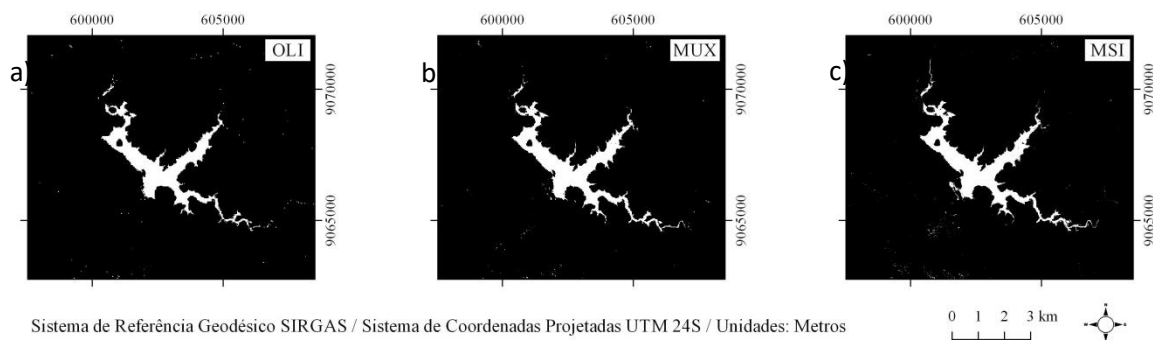 600000 605000 600000 605000 600000 605000
a) OLI b MUX c) MSI
9070000 9070000 9070000
9065000 9065000 9065000
Sistema de Referência Geodésico SIRGAS / Sistema de Coordenadas Projetadas UTM 24S / Unidades: Metros
0 1 2 3 km